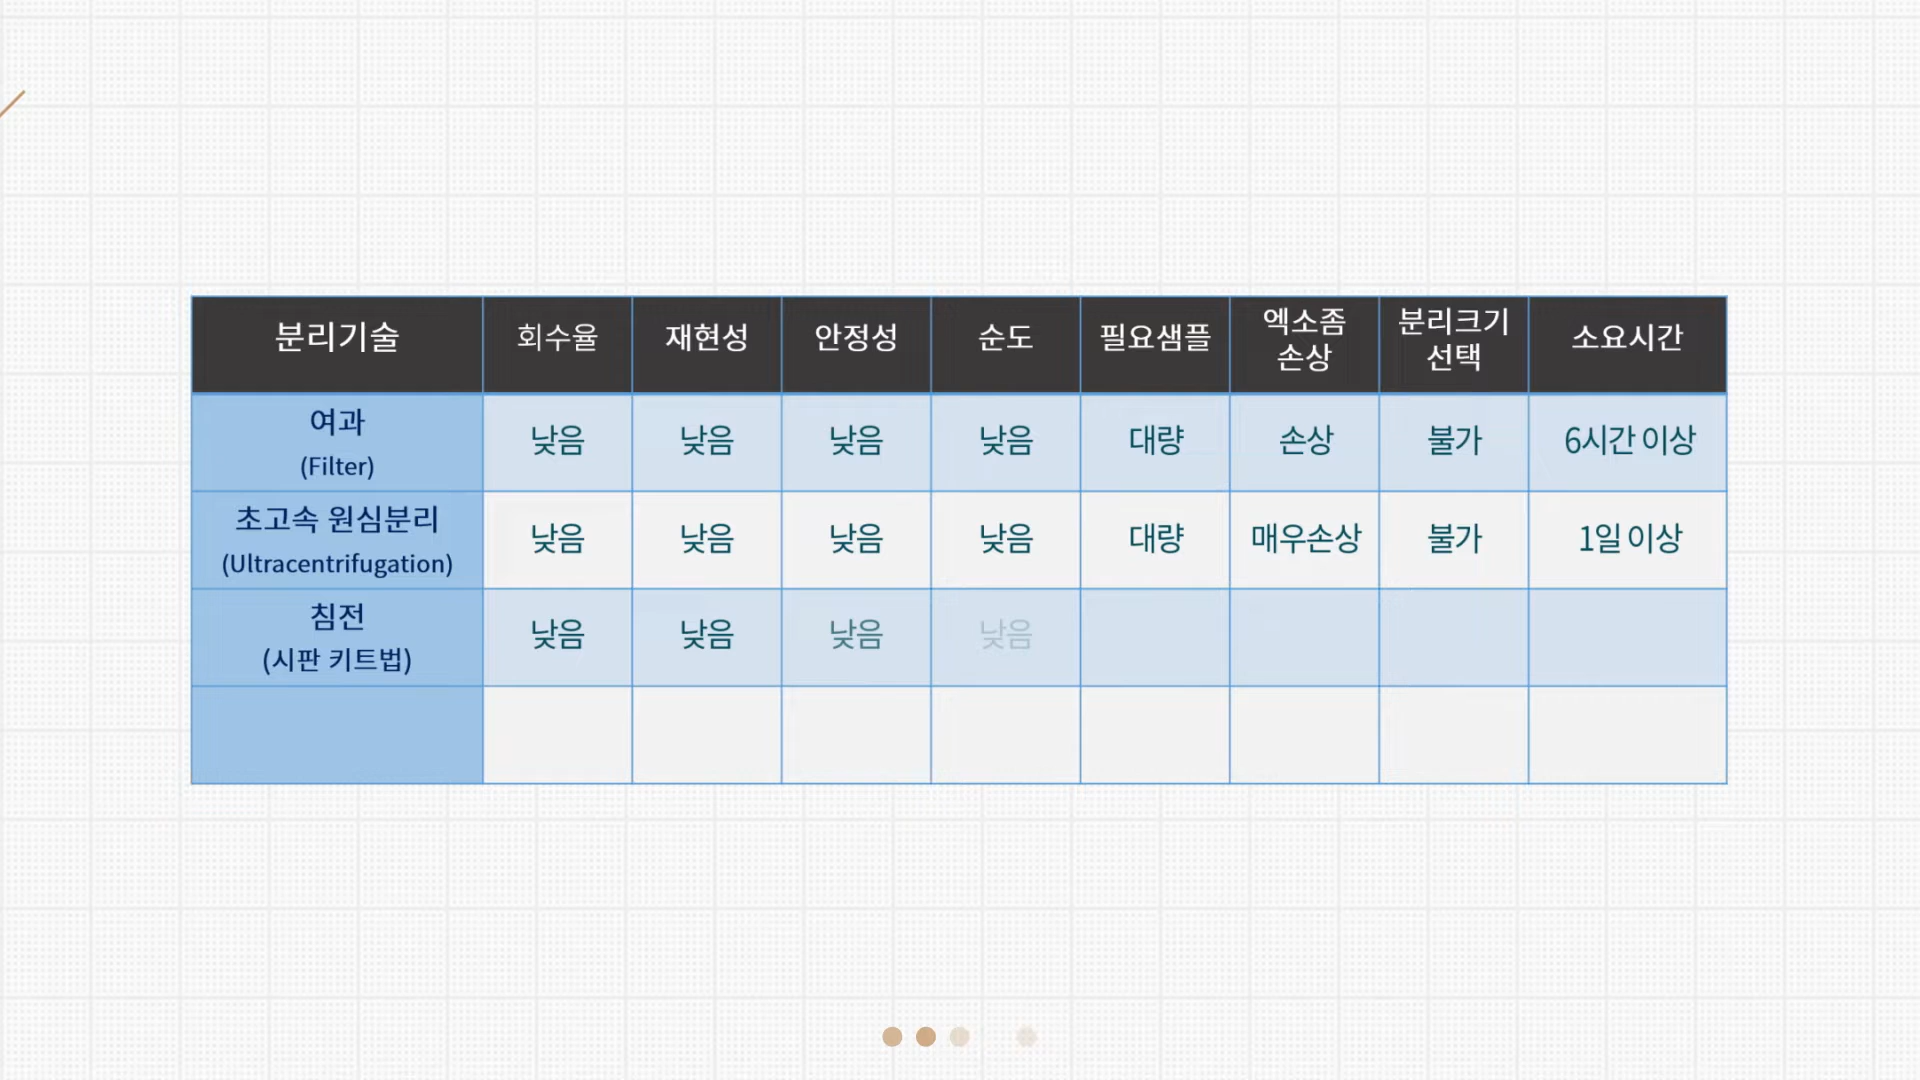 분리기술 회수율 재현성 안정성 순도 필요샘플 엑소좀 손상 분리크기 선택 소요시간
여과 (Filter) 낮음 낮음 낮음 낮음 대량 손상 불가 6시간 이상
초고속 원심분리 (Ultracentrifugation) 낮음 낮음 낮음 낮음 대량 매우손상 불가 1일 이상
침전 (시판 키트법) 낮음 낮음 낮음 낮음